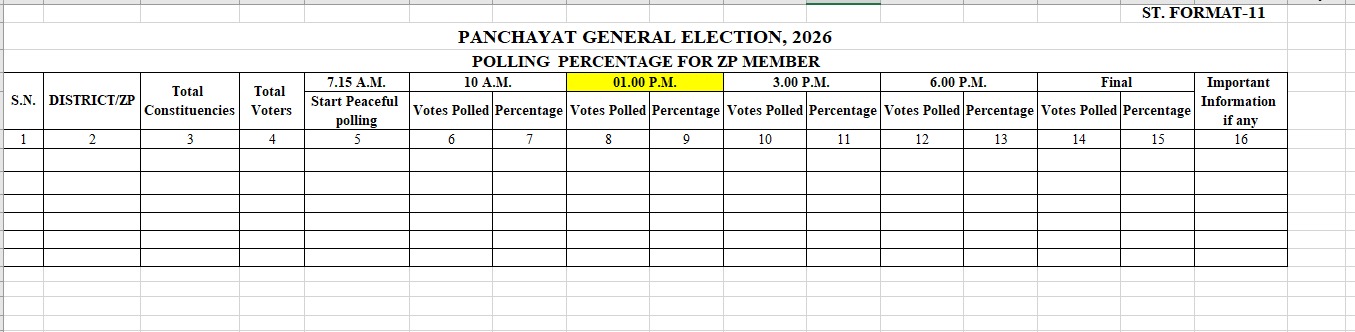 ST. FORMAT-11
PANCHAYAT GENERAL ELECTION, 2026
POLLING PERCENTAGE FOR ZP MEMBER
S.N. DISTRICT/ZP Total Constituencies Total Voters 7.15 A.M. 10 A.M. 01.00 P.M. 3.00 P.M. 6.00 P.M. Final Important Information if any
Start Peaceful polling Votes Polled Percentage Votes Polled Percentage Votes Polled Percentage Votes Polled Percentage Votes Polled Percentage
1 2 3 4 5 6 7 8 9 10 11 12 13 14 15 16